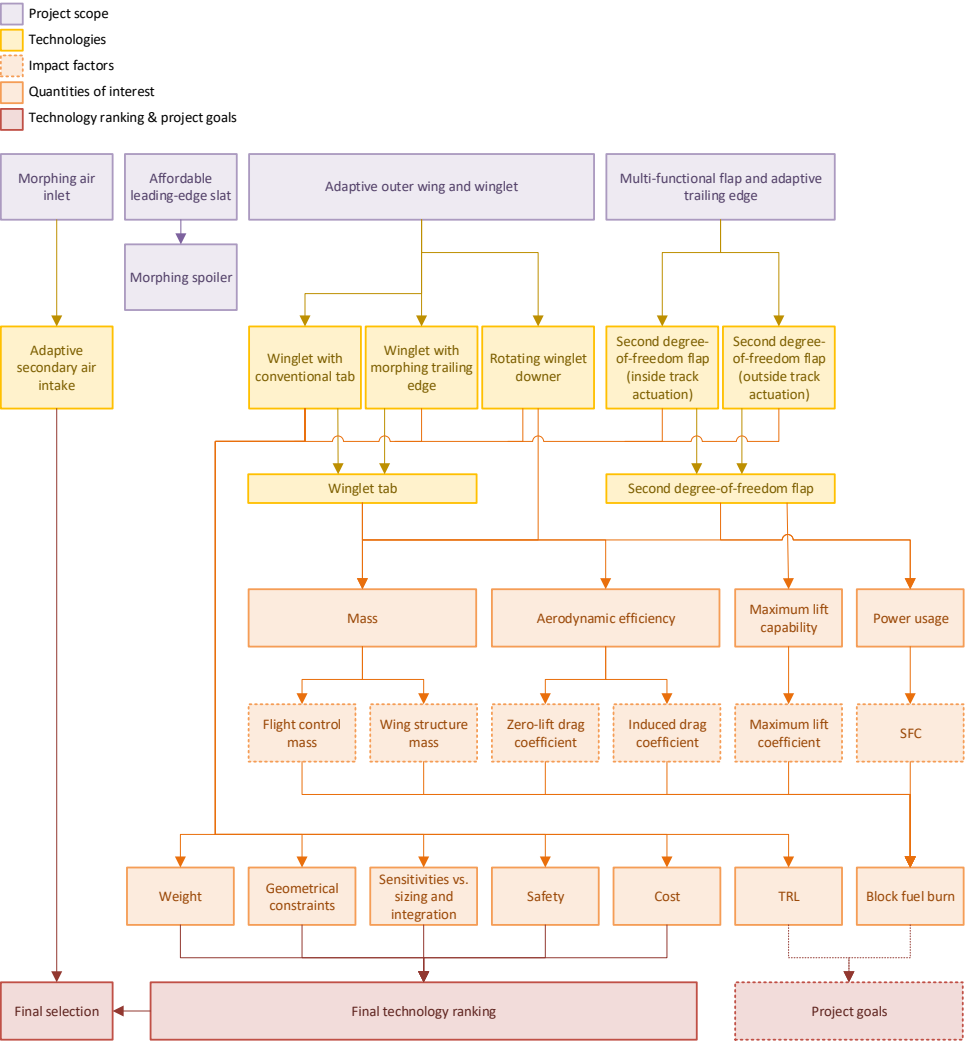 Project scope
Technologies
Impact factors
Quantities of interest
Technology ranking & project goals
Morphing air
inlet
Affordable
leading-edge slat
Adaptive outer wing and winglet
Multi-functional flap and adaptive
trailing edge
Morphing spoiler
Adaptive
secondary air
intake
Winglet with
conventional tab
Winglet with
morphing trailing
edge
Rotating winglet
downer
Second degree-
of-freedom flap
(inside track
actuation)
Second degree-
of-freedom flap
(outside track
actuation)
Winglet tab
Second degree-of-freedom flap
Mass
Aerodynamic efficiency
Maximum lift
capability
Power usage
Flight control
mass
Wing structure
mass
Zero-lift drag
coefficient
Induced drag
coefficient
Maximum lift
coefficient
SFC
Weight
Geometrical
constraints
Sensitivities vs.
sizing and
integration
Safety
Cost
TRL
Block fuel burn
Final selection
Final technology ranking
Project goals